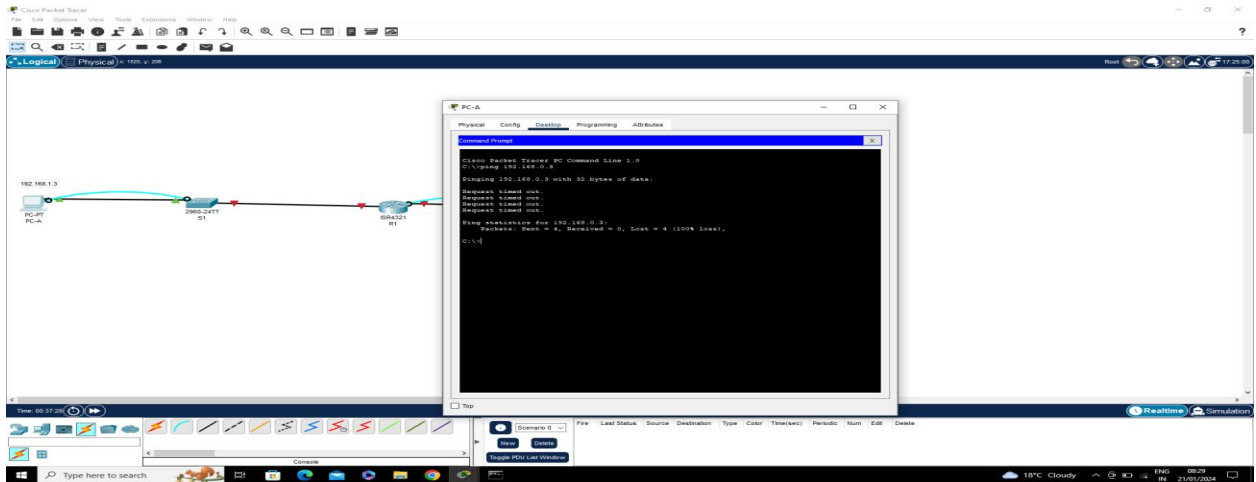 Cisco Packet Tracer
File Edit Options View Tools Extensions Window Help
?
Logical Physical x: 1520, y: 206
Root 17:25:00
PC-A
Physical Config Desktop Programming Attributes
Command Prompt X
Cisco Packet Tracer PC Command Line 1.0
C:\>ping 192.168.0.3
Pinging 192.168.0.3 with 32 bytes of data:
Request timed out.
Request timed out.
Request timed out.
Request timed out.
Ping statistics for 192.168.0.3:
Packets: Sent = 4, Received = 0, Lost = 4 (100% loss),
C:\>
192.168.1.3
PC-PT
PC-A
2960-24TT
S1
ISR4321
R1
Top
Time: 00:37:28
Realtime Simulation
Scenario 0
Fire Last Status Source Destination Type Color Time(sec) Periodic Num Edit Delete
New Delete
Toggle PDU List Window
Console
Type here to search
18°C Cloudy
ENG
IN
08:29
21/01/2024